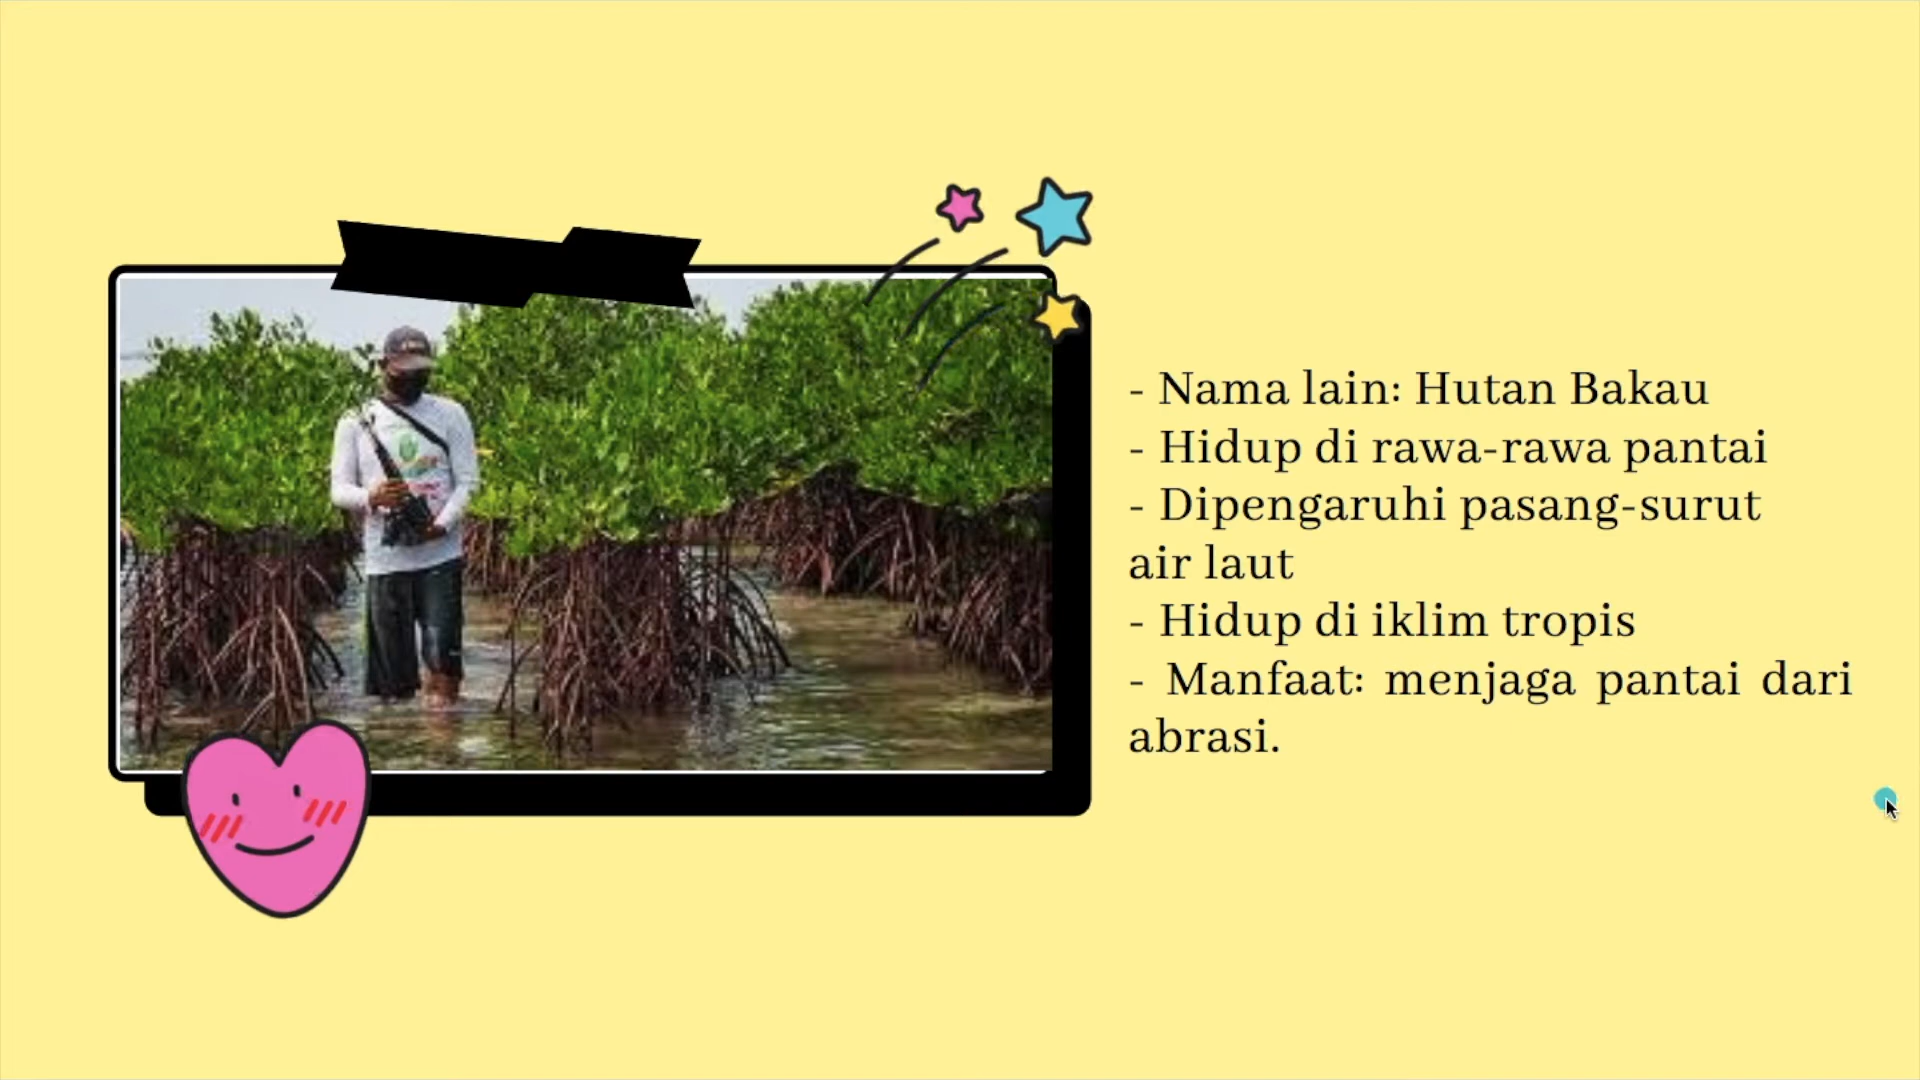 - Nama lain: Hutan Bakau
- Hidup di rawa-rawa pantai
- Dipengaruhi pasang-surut
air laut
- Hidup di iklim tropis
- Manfaat: menjaga pantai dari
abrasi.